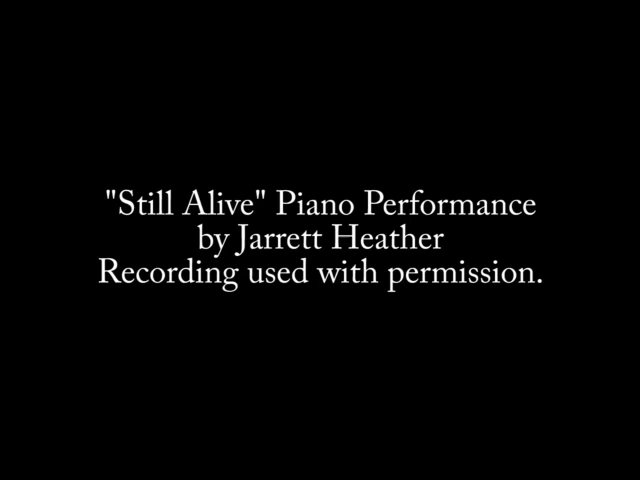 "Still Alive" Piano Performance
by Jarrett Heather
Recording used with permission.